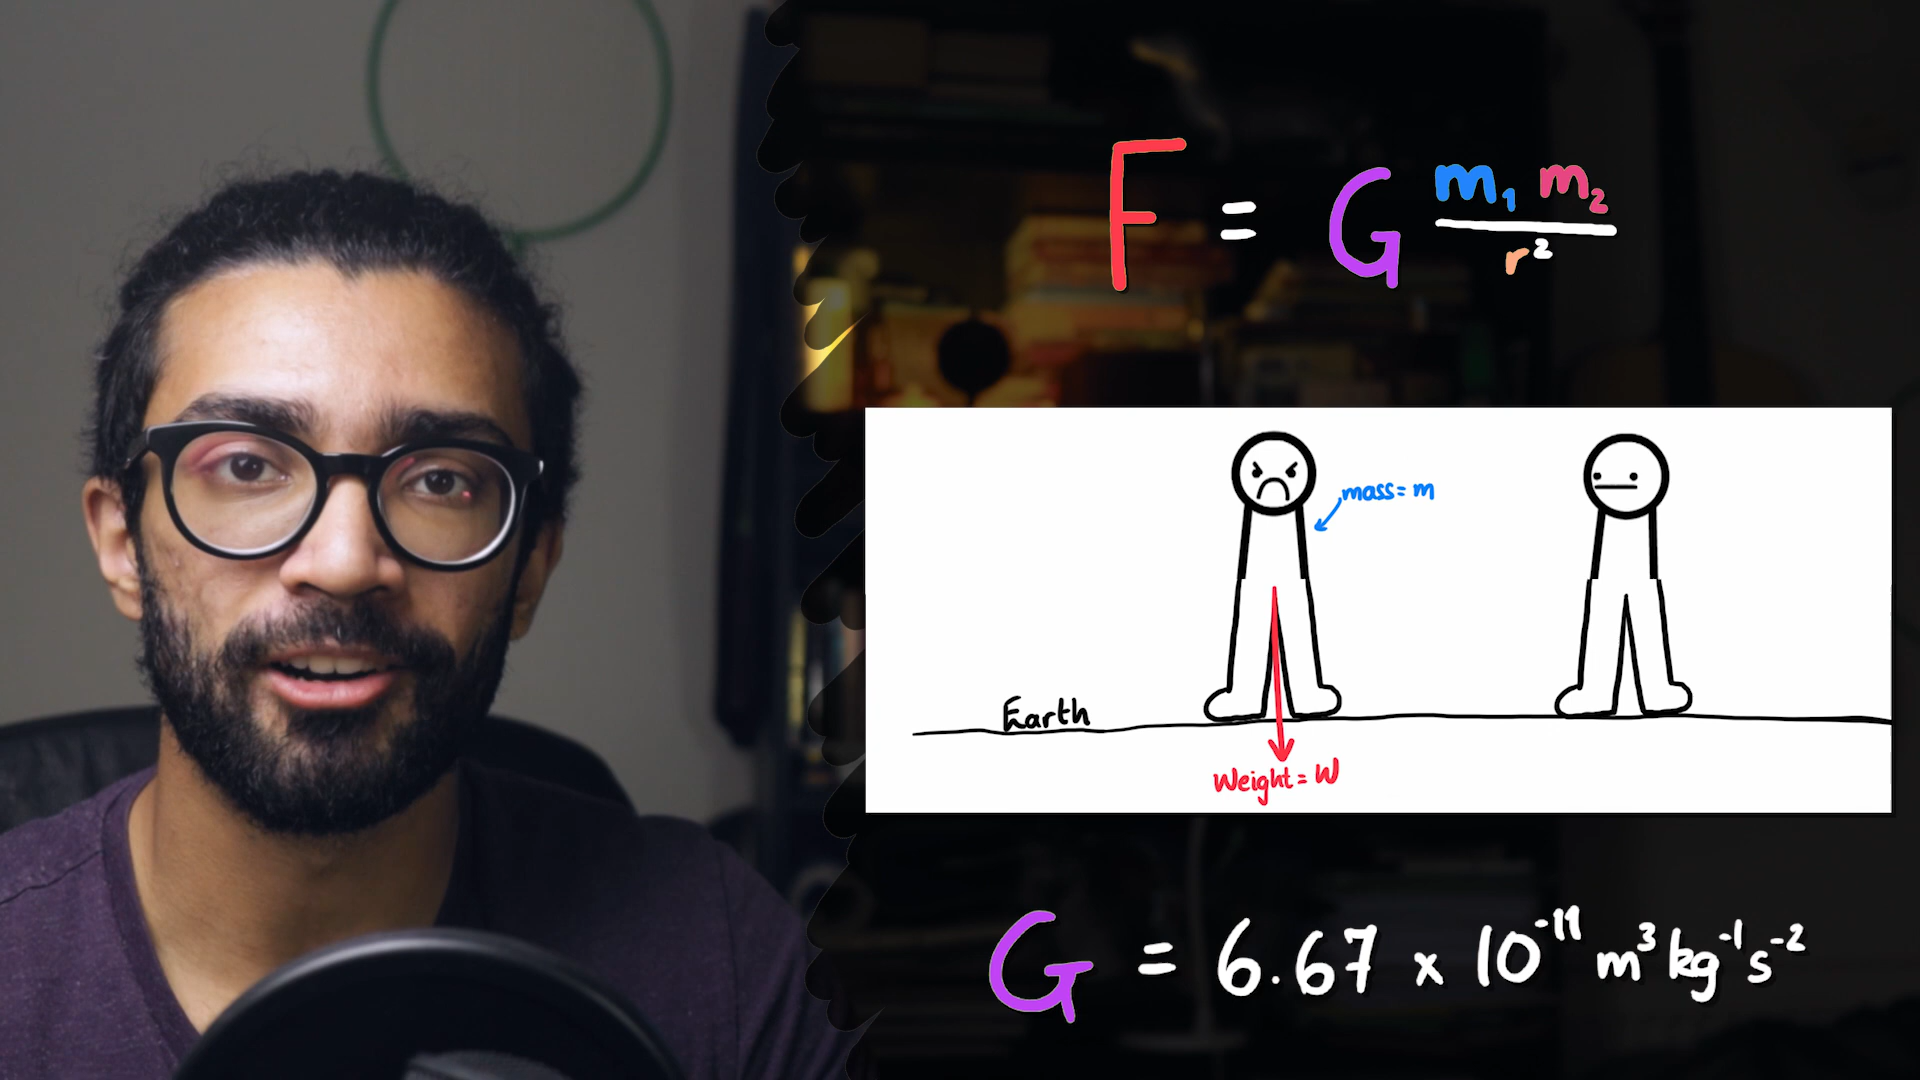 F = G m₁ m₂ / r²
mass = m
Earth
Weight = W
G = 6.67 x 10⁻¹¹ m³ kg⁻¹ s⁻²